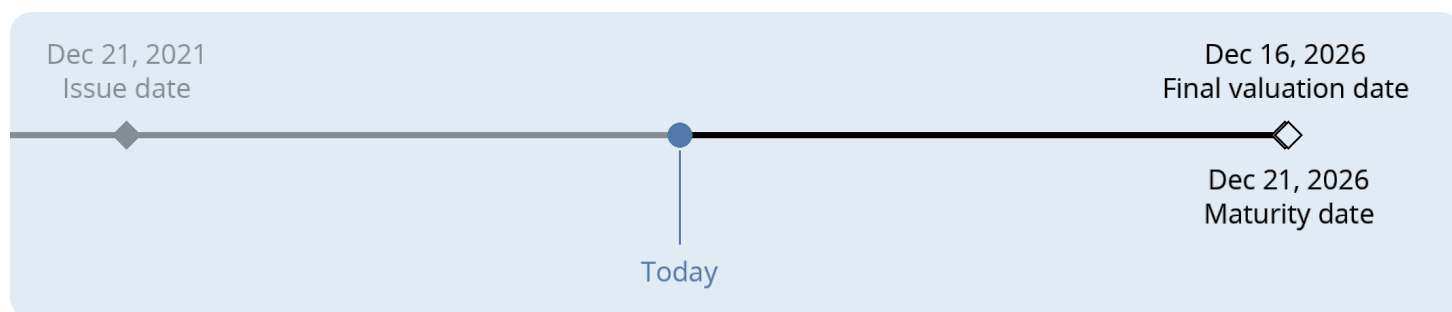 Dec 21, 2021
Issue date
Dec 16, 2026
Final valuation date
Dec 21, 2026
Maturity date
Today